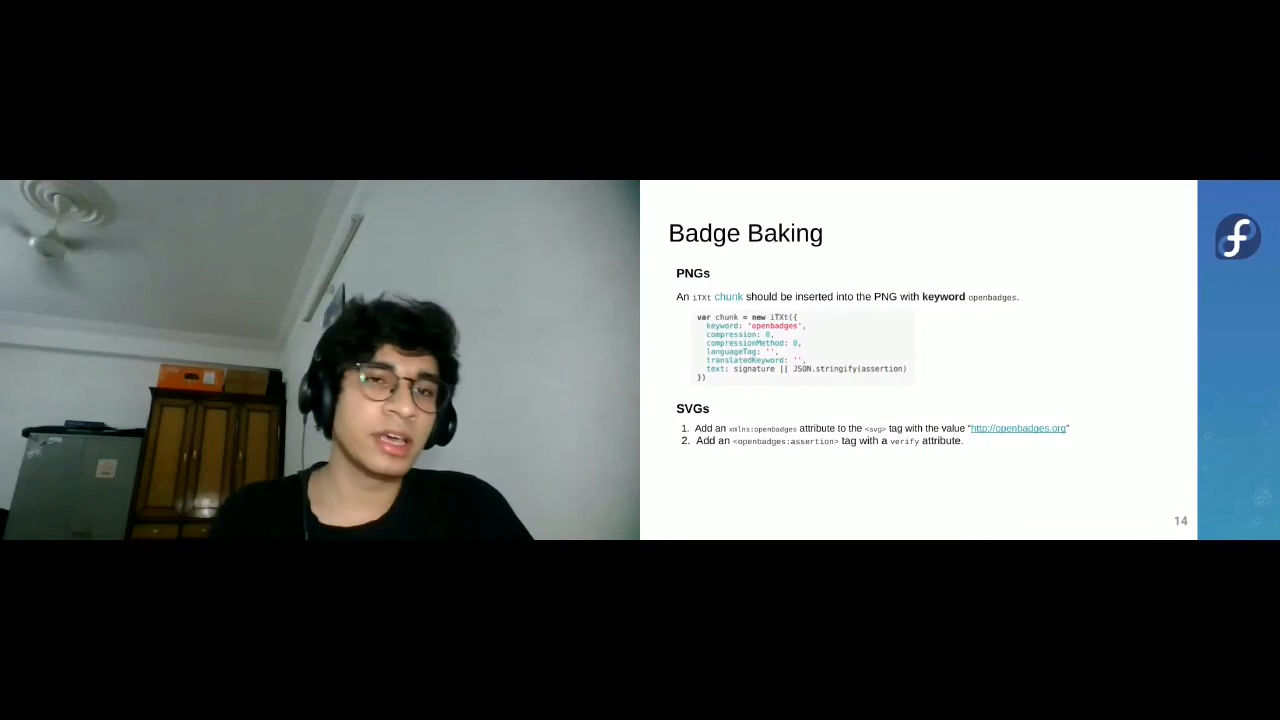 Badge Baking
PNGs
An iTXt chunk should be inserted into the PNG with keyword openbadges.
var chunk = new iTXt({
keyword: 'openbadges',
compression: 0,
compressionMethod: 0,
languageTag: '',
translatedKeyword: '',
text: signature || JSON.stringify(assertion)
})
SVGs
1. Add an xmlns:openbadges attribute to the <svg> tag with the value “http://openbadges.org”
2. Add an <openbadges:assertion> tag with a verify attribute.
14